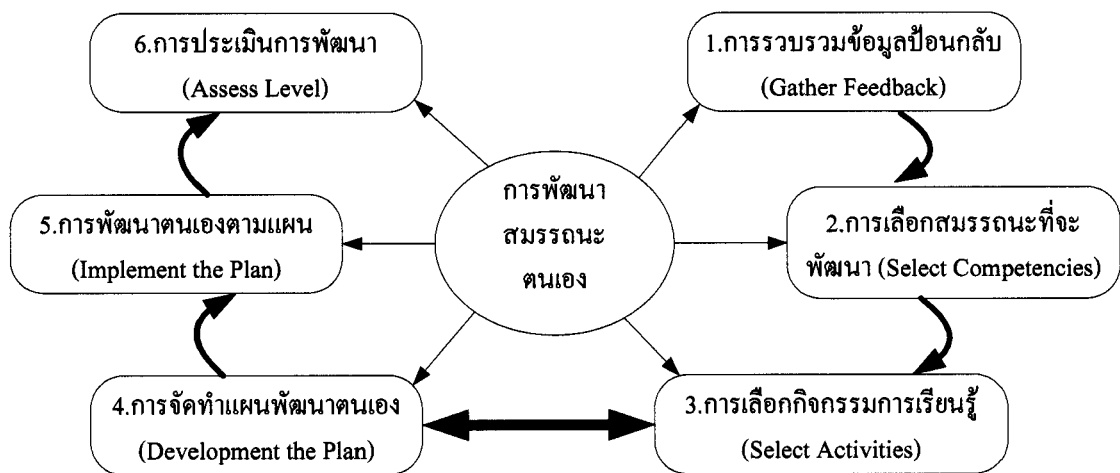 6.การประเมินการพัฒนา
(Assess Level)
1.การรวบรวมข้อมูลป้อนกลับ
(Gather Feedback)
การพัฒนา
สมรรถนะ
ตนเอง
5.การพัฒนาตนเองตามแผน
(Implement the Plan)
2.การเลือกสมรรถนะที่จะ
พัฒนา (Select Competencies)
4.การจัดทำแผนพัฒนาตนเอง
(Development the Plan)
3.การเลือกกิจกรรมการเรียนรู้
(Select Activities)